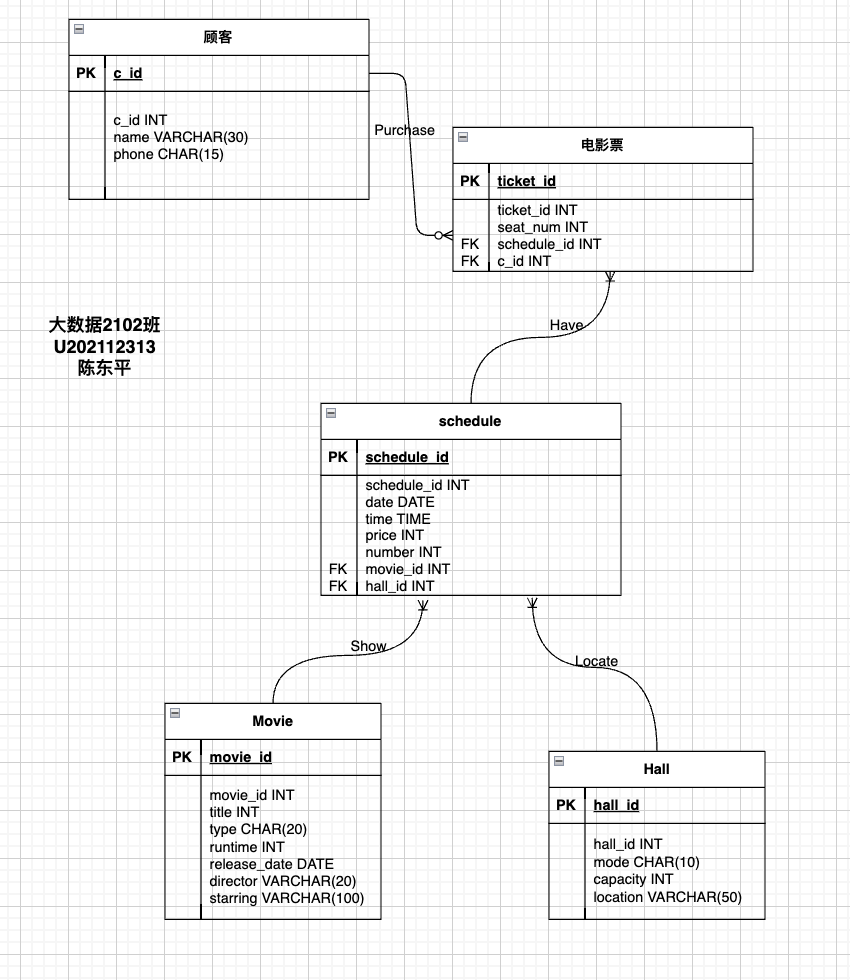 顾客
PK c_id
c_id INT
name VARCHAR(30)
phone CHAR(15)
Purchase
电影票
PK ticket_id
ticket_id INT
seat_num INT
FK schedule_id INT
FK c_id INT
Have
大数据2102班
U202112313
陈东平
schedule
PK schedule_id
schedule_id INT
date DATE
time TIME
price INT
number INT
FK movie_id INT
FK hall_id INT
Show
Locate
Movie
PK movie_id
movie_id INT
title INT
type CHAR(20)
runtime INT
release_date DATE
director VARCHAR(20)
starring VARCHAR(100)
Hall
PK hall_id
hall_id INT
mode CHAR(10)
capacity INT
location VARCHAR(50)